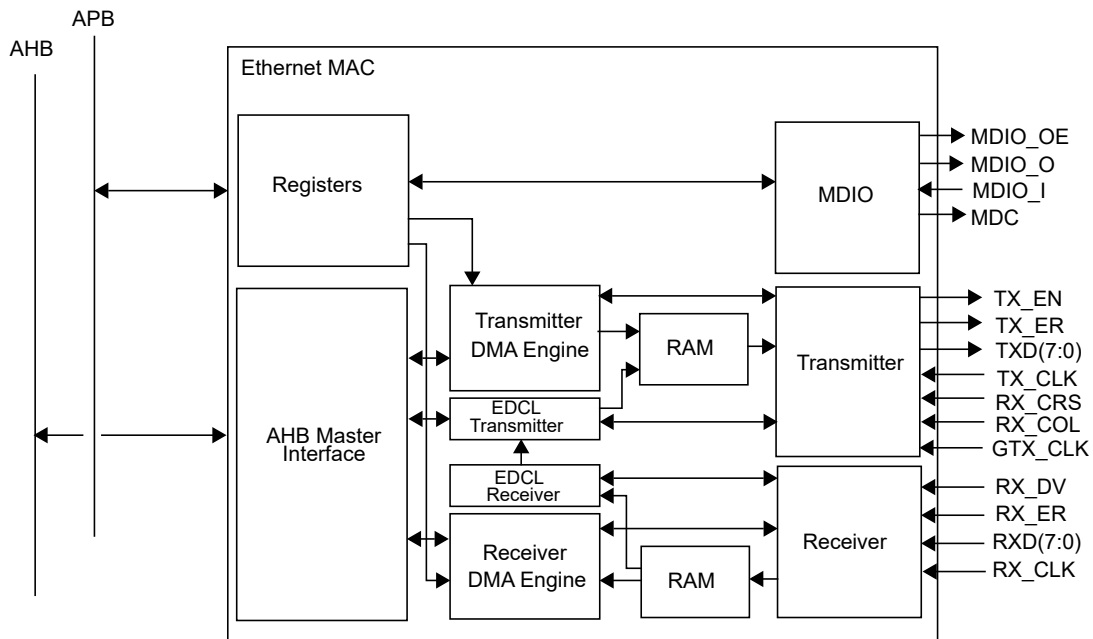 APB
AHB
Ethernet MAC
Registers
MDIO
MDIO_OE
MDIO_O
MDIO_I
MDC
Transmitter
DMA Engine
RAM
Transmitter
TX_EN
TX_ER
TXD(7:0)
TX_CLK
RX_CRS
RX_COL
GTX_CLK
EDCL
Transmitter
AHB Master
Interface
EDCL
Receiver
Receiver
DMA Engine
RAM
Receiver
RX_DV
RX_ER
RXD(7:0)
RX_CLK